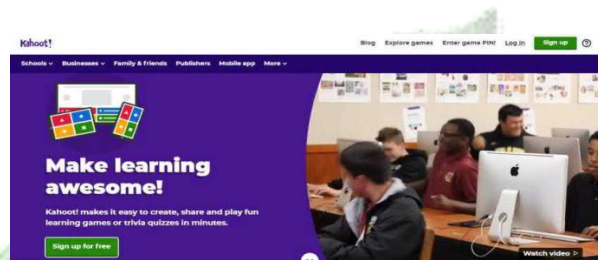 Kahoot!
Blog Explore games Enter game PIN! Log in Sign up ?
Schools Businesses Family & friends Publishers Mobile app More
Make learning
awesome!
Kahoot! makes it easy to create, share and play fun
learning games or trivia quizzes in minutes.
Sign up for free
Watch video